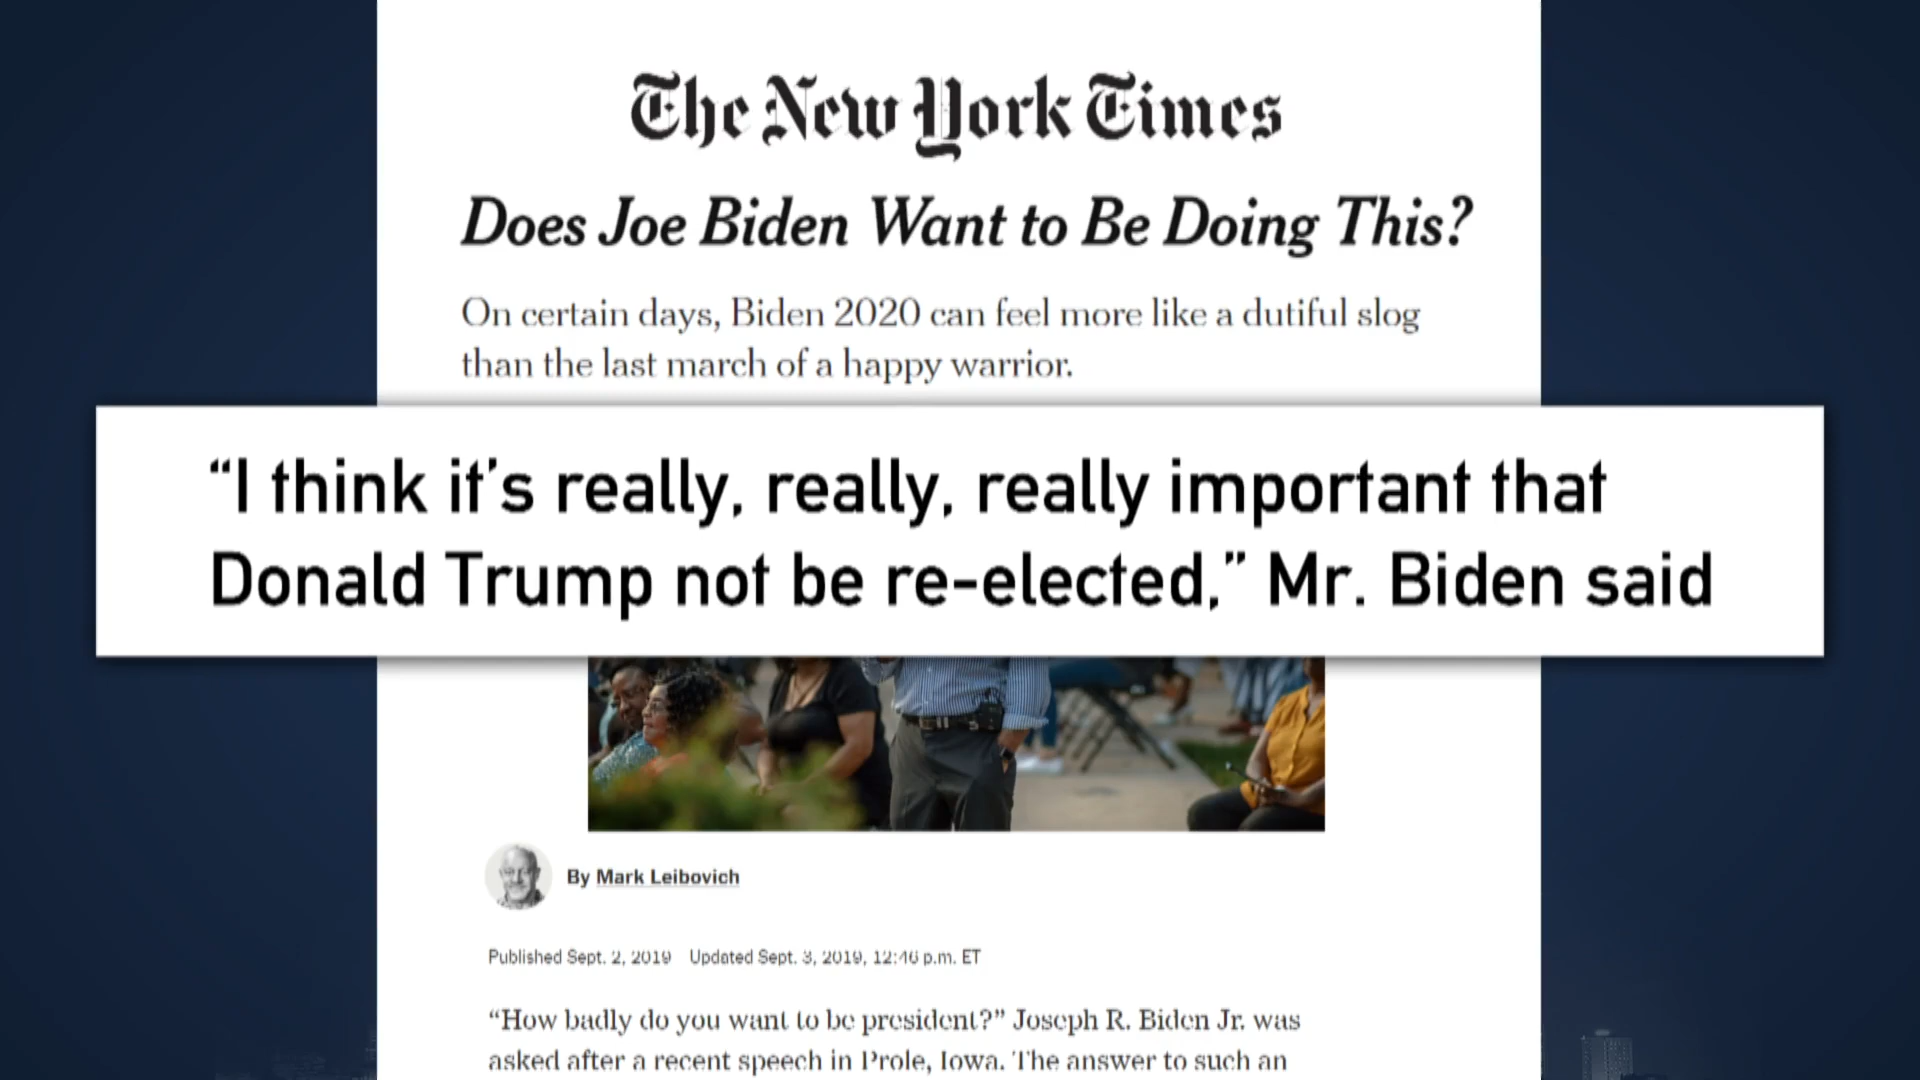 The New York Times
Does Joe Biden Want to Be Doing This?
On certain days, Biden 2020 can feel more like a dutiful slog
than the last march of a happy warrior.
“I think it’s really, really, really important that
Donald Trump not be re-elected,” Mr. Biden said
By Mark Leibovich
Published Sept. 2, 2019 Updated Sept. 3, 2019, 12:46 p.m. ET
“How badly do you want to be president?” Joseph R. Biden Jr. was
asked after a recent speech in Prole, Iowa. The answer to such an